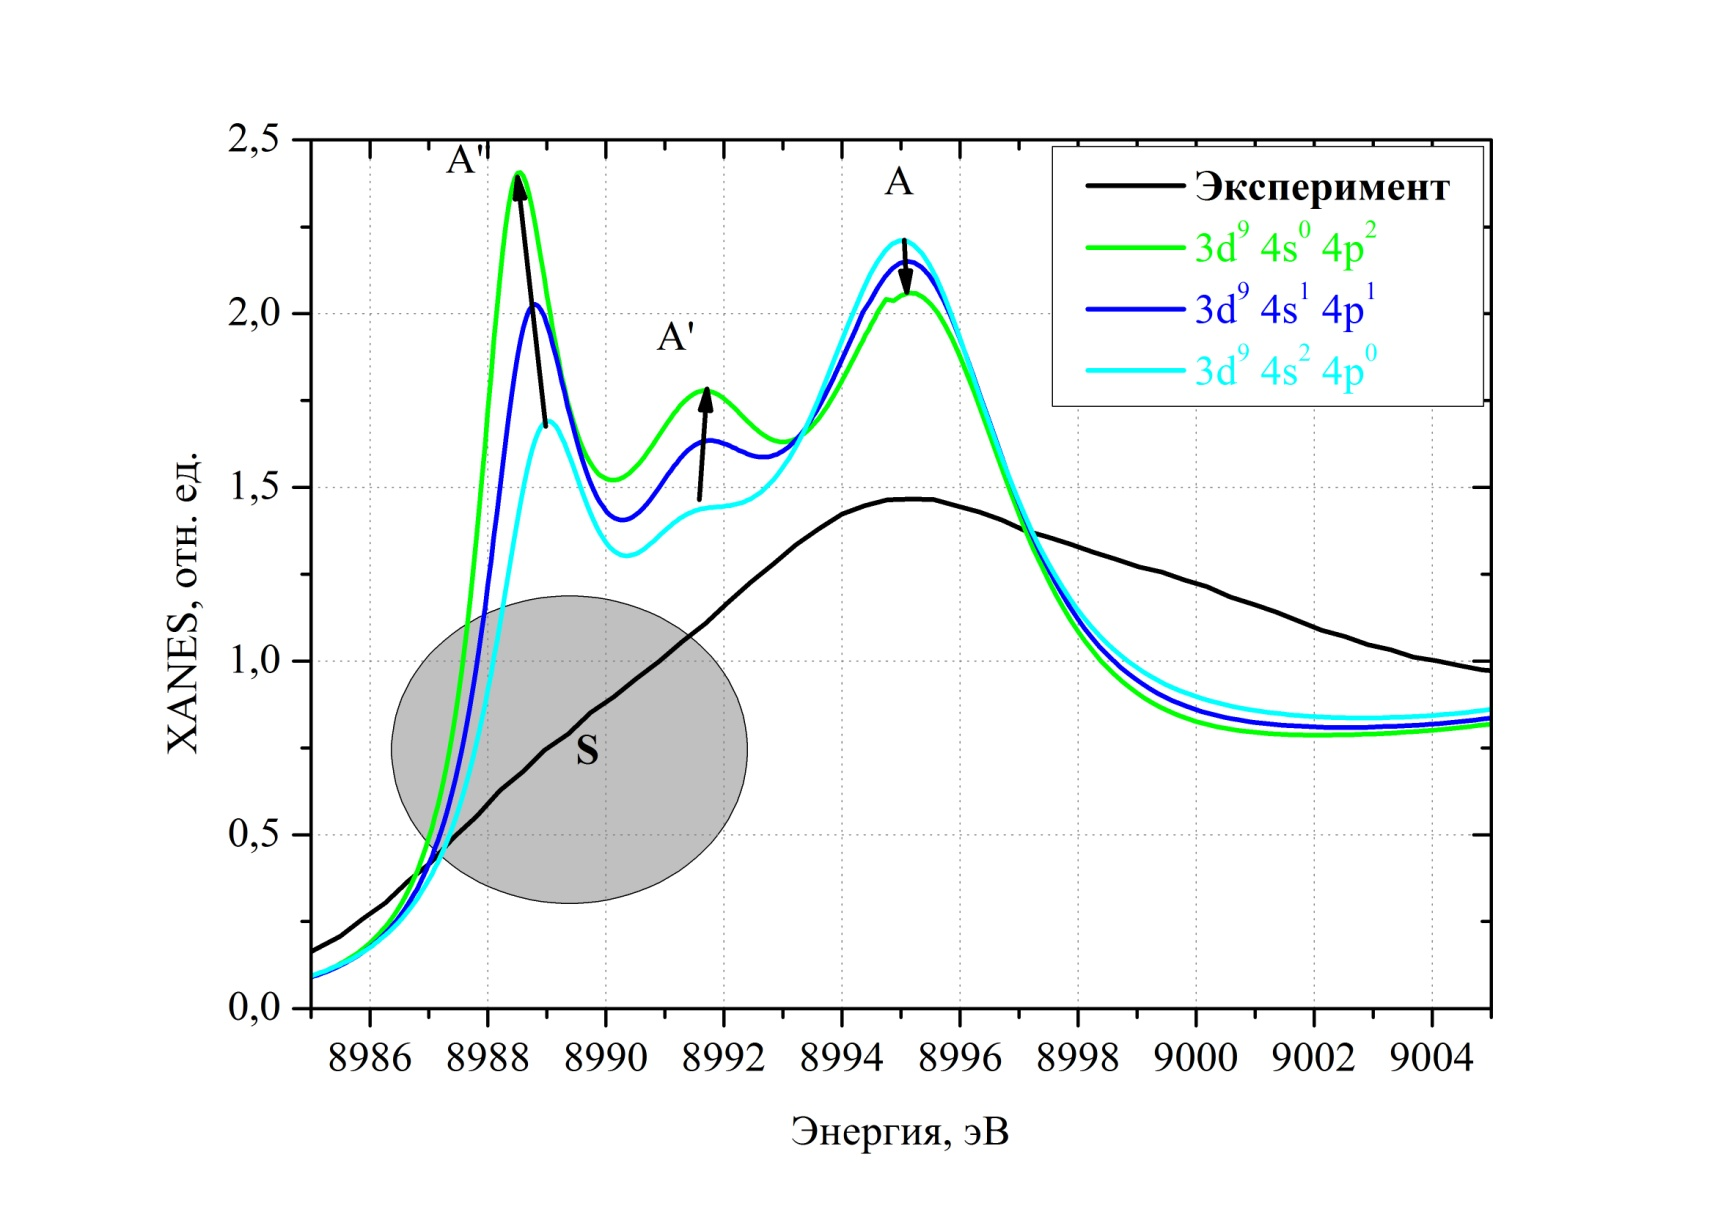 2,5
2,0
1,5
1,0
0,5
0,0
XANES, отн. ед.
A'
A'
A
S
Эксперимент
3d⁹ 4s⁰ 4p²
3d⁹ 4s¹ 4p¹
3d⁹ 4s² 4p⁰
8986 8988 8990 8992 8994 8996 8998 9000 9002 9004
Энергия, эВ